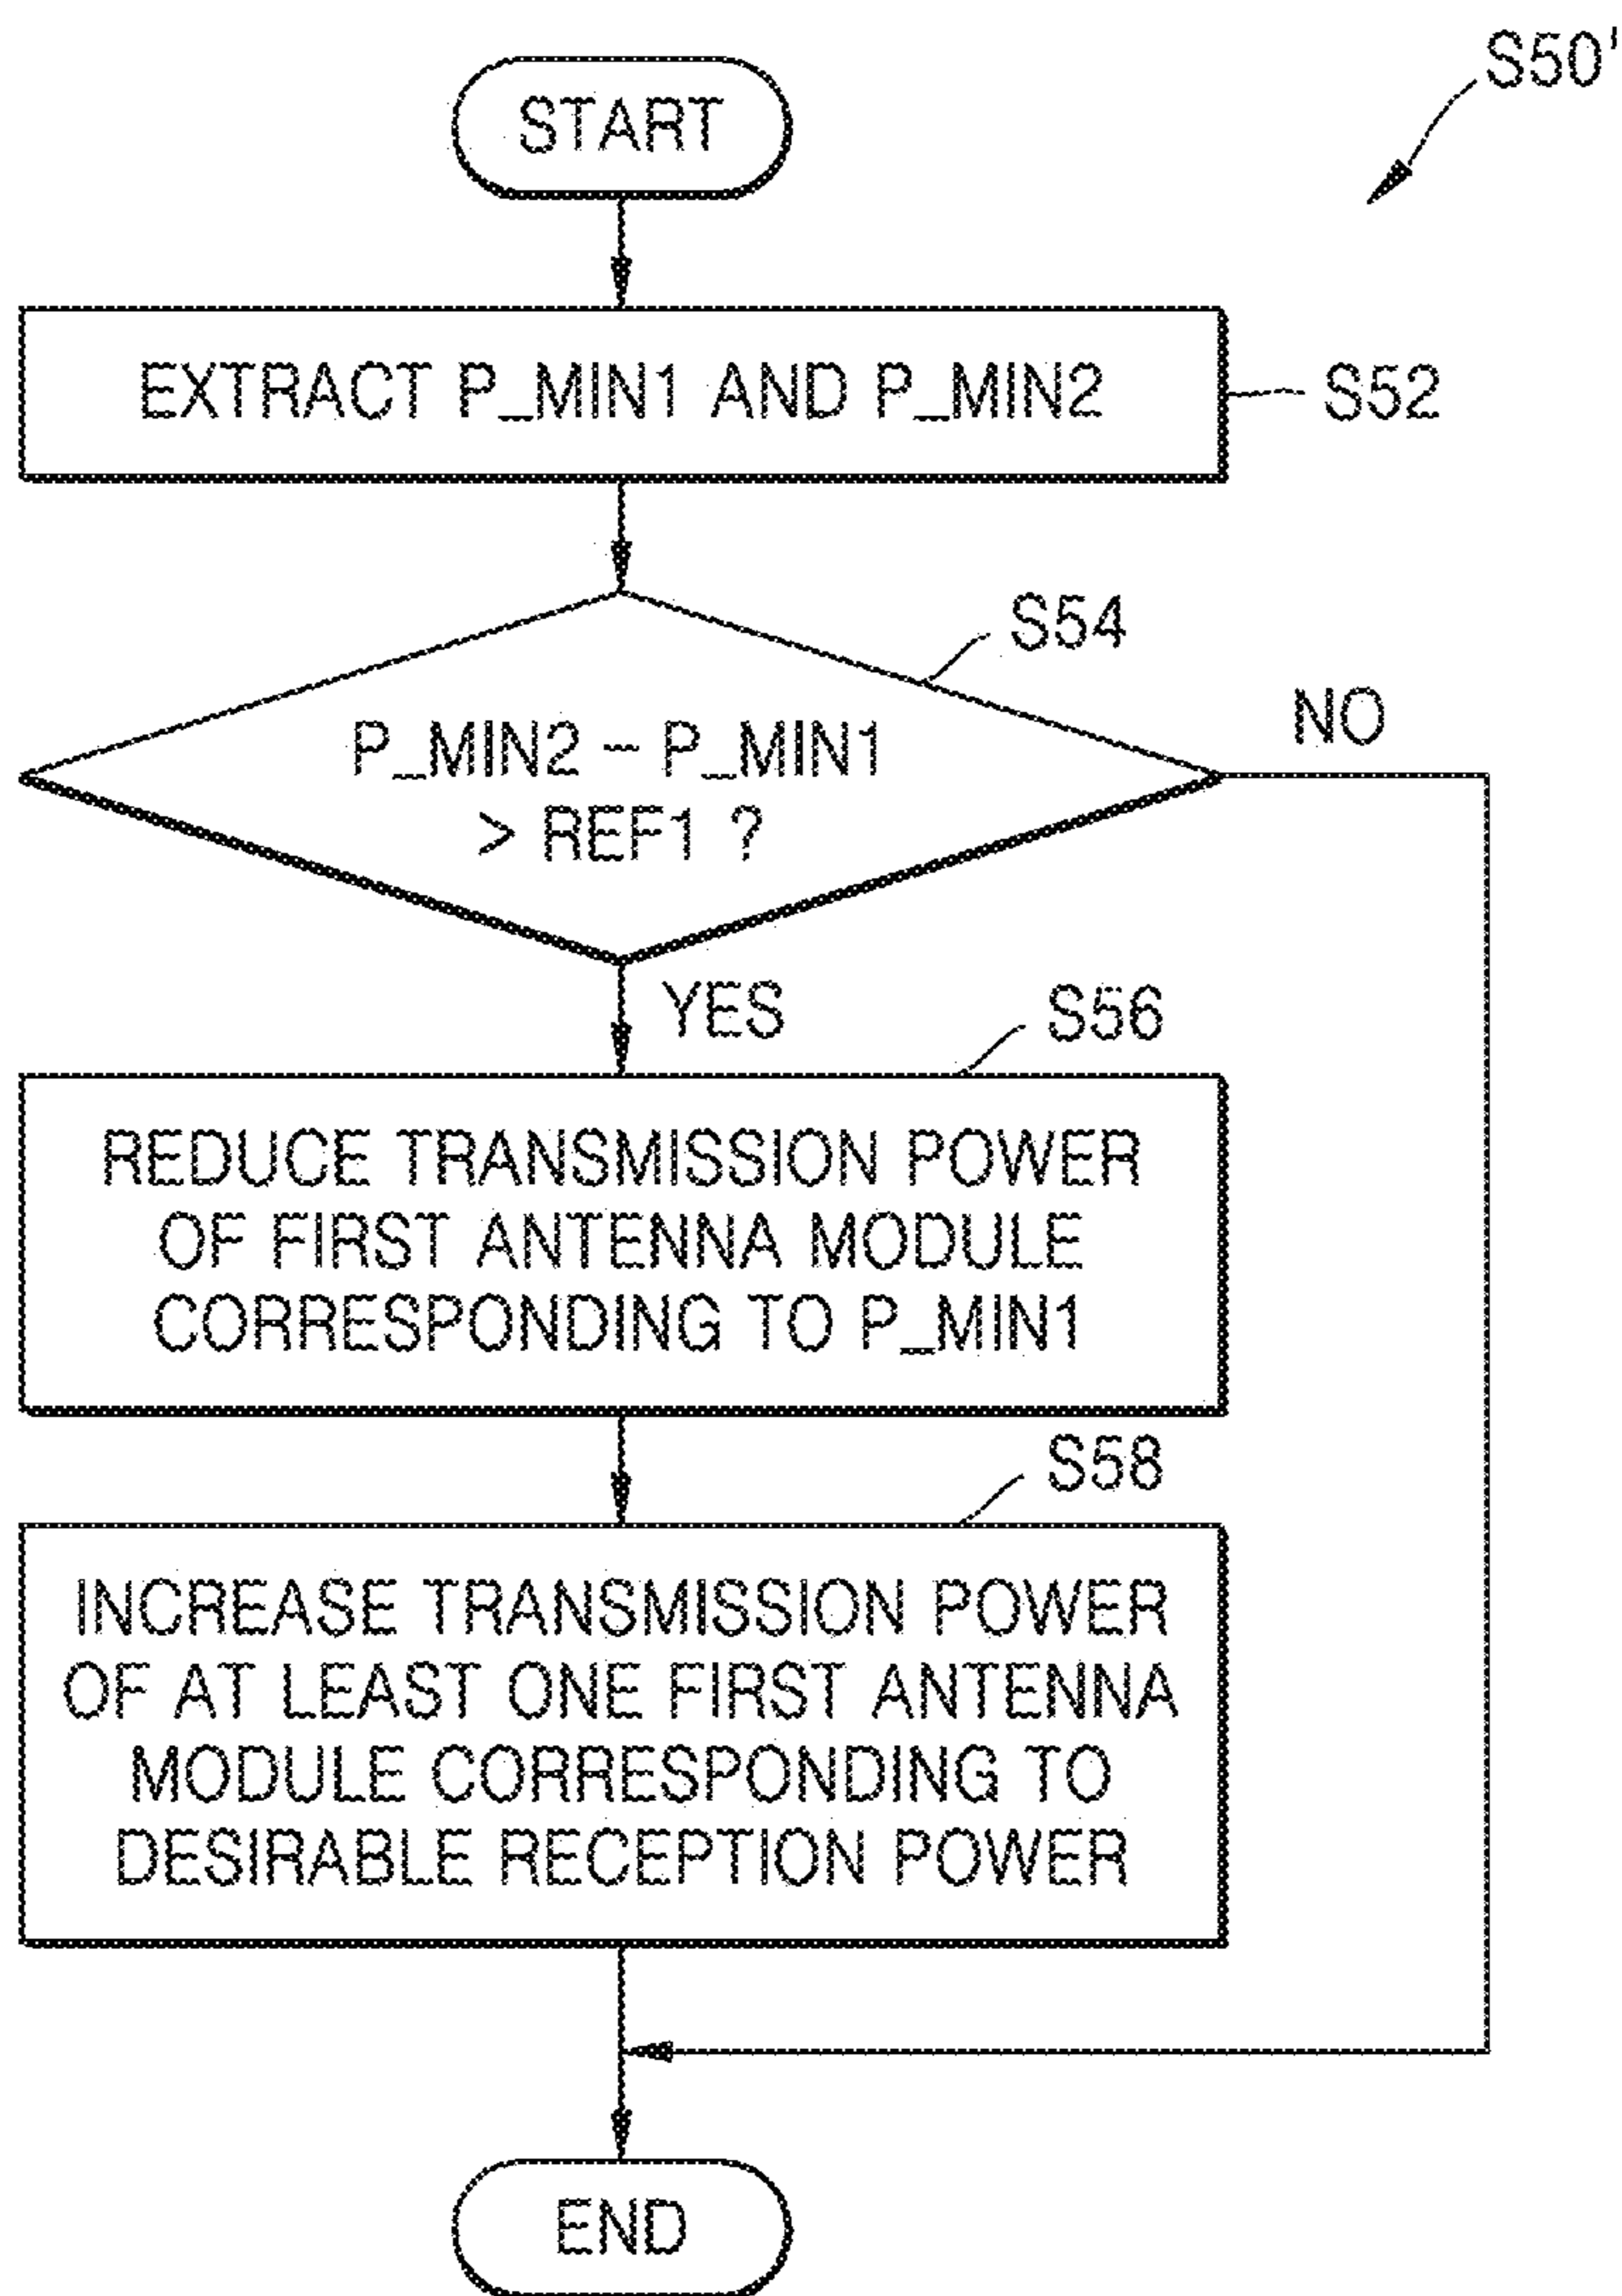 S50'
START
EXTRACT P_MIN1 AND P_MIN2
S52
S54
P_MIN2 - P_MIN1
> REF1 ?
NO
YES
S56
REDUCE TRANSMISSION POWER
OF FIRST ANTENNA MODULE
CORRESPONDING TO P_MIN1
S58
INCREASE TRANSMISSION POWER
OF AT LEAST ONE FIRST ANTENNA
MODULE CORRESPONDING TO
DESIRABLE RECEPTION POWER
END